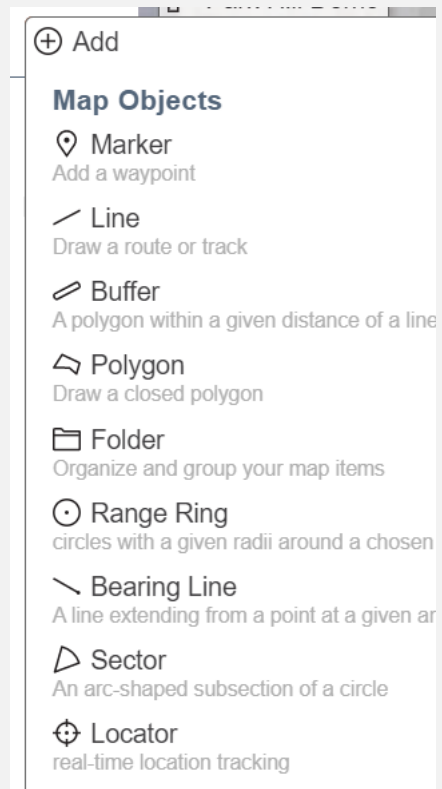 Add
Map Objects
Marker
Add a waypoint
Line
Draw a route or track
Buffer
A polygon within a given distance of a line
Polygon
Draw a closed polygon
Folder
Organize and group your map items
Range Ring
circles with a given radii around a chosen
Bearing Line
A line extending from a point at a given
Sector
An arc-shaped subsection of a circle
Locator
real-time location tracking